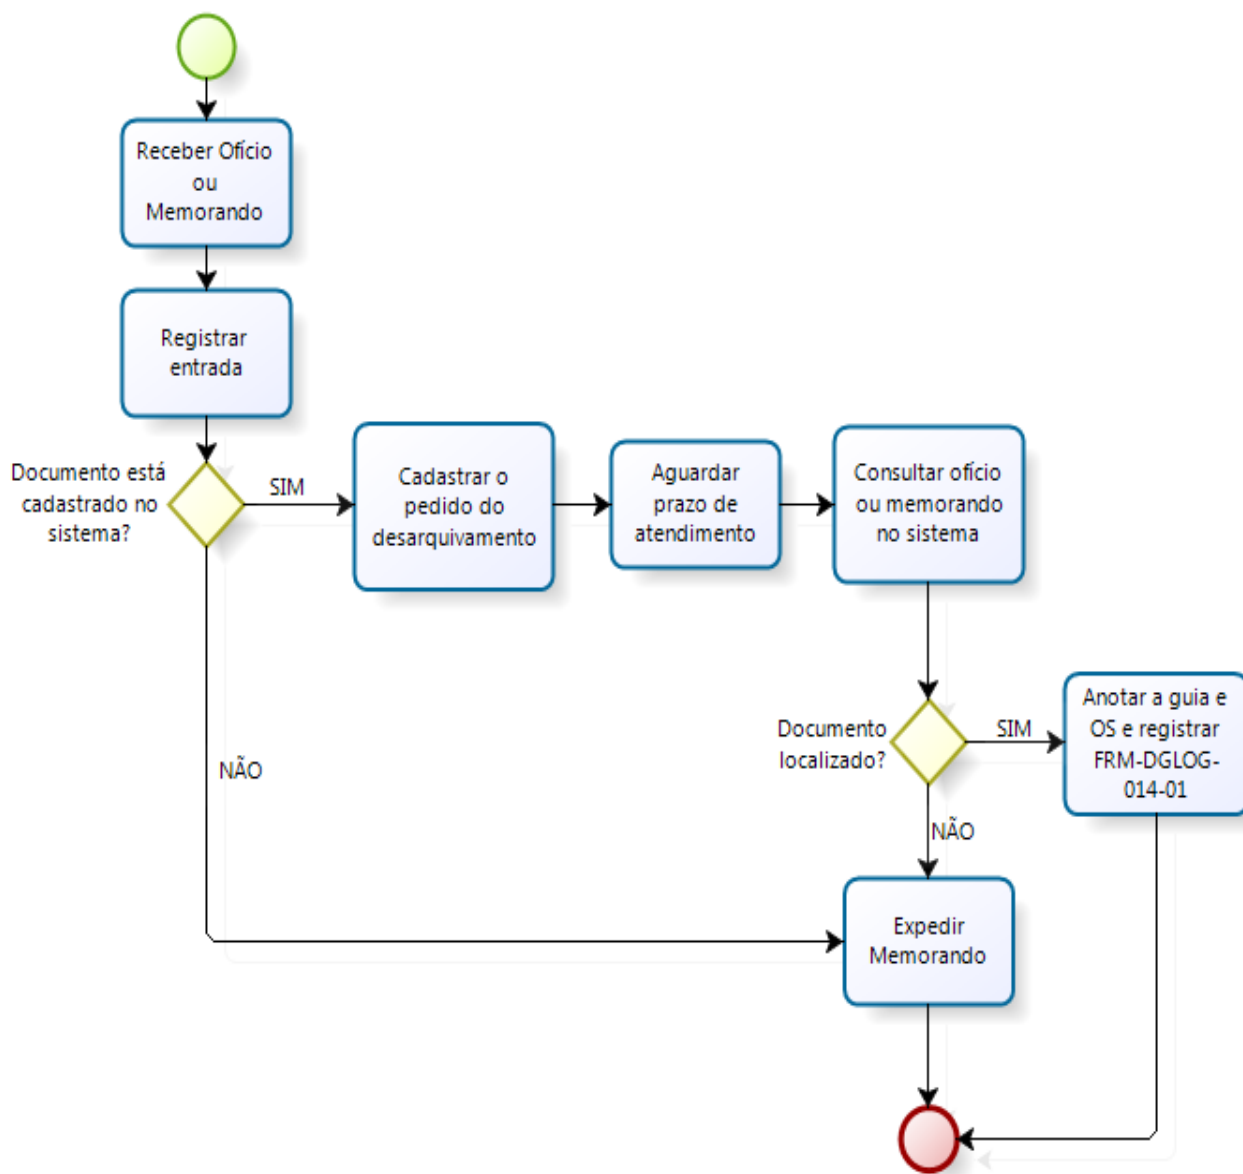 Receber Ofício
ou
Memorando
Registrar
entrada
Documento está
cadastrado no
sistema?
SIM
Cadastrar o
pedido do
desarquivamento
Aguardar
prazo de
atendimento
Consultar ofício
ou memorando
no sistema
Documento
localizado?
SIM
Anotar a guia e
OS e registrar
FRM-DGLOG-
014-01
NÃO
NÃO
Expedir
Memorando